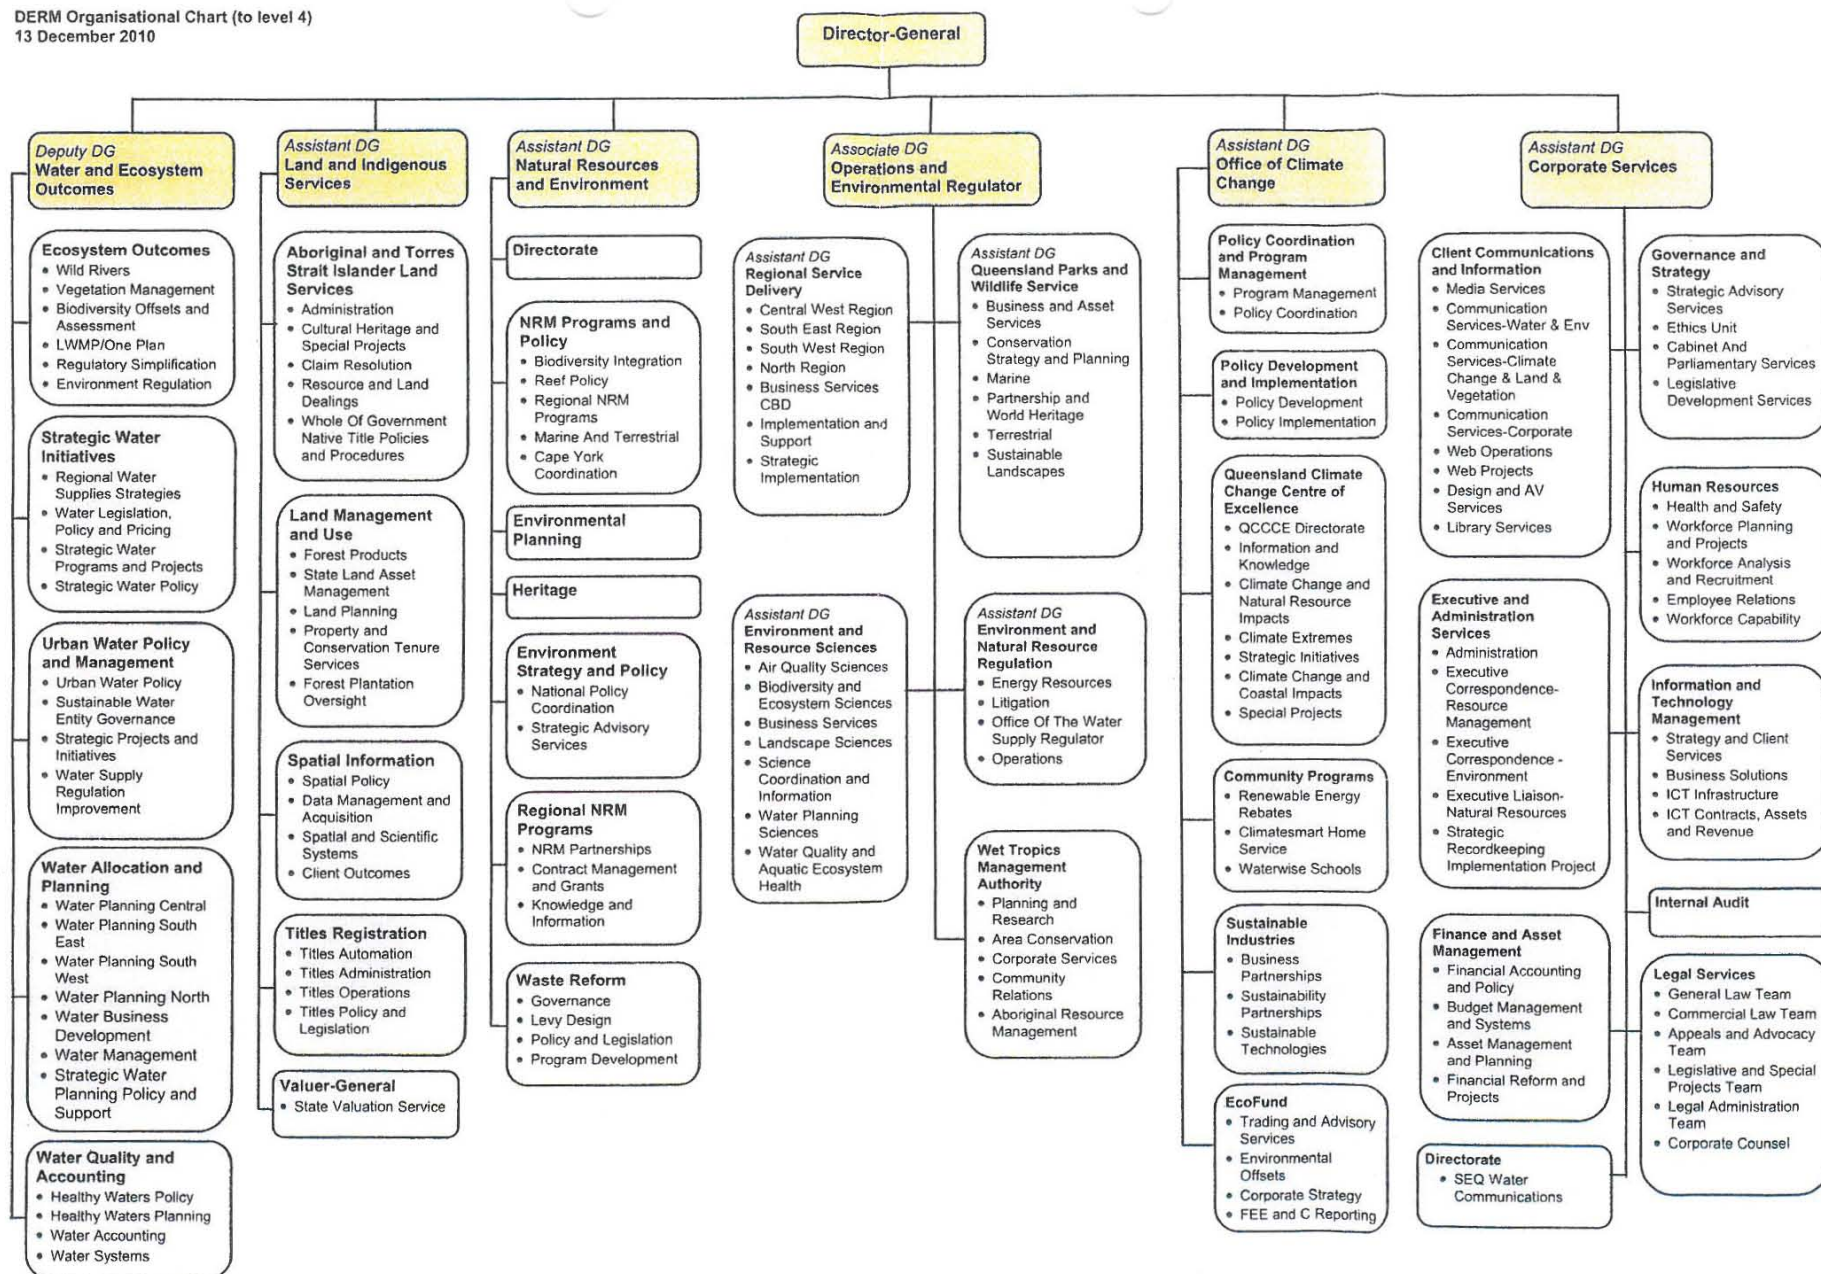 DERM Organisational Chart (to level 4)
13 December 2010
Director-General
Deputy DG
Water and Ecosystem
Outcomes
Ecosystem Outcomes
• Wild Rivers
• Vegetation Management
• Biodiversity Offsets and
Assessment
• LWMP/One Plan
• Regulatory Simplification
• Environment Regulation
Strategic Water
Initiatives
• Regional Water
Supplies Strategies
• Water Legislation,
Policy and Pricing
• Strategic Water
Programs and Projects
• Strategic Water Policy
Urban Water Policy
and Management
• Urban Water Policy
• Sustainable Water
Entity Governance
• Strategic Projects and
Initiatives
• Water Supply
Regulation
Improvement
Water Allocation and
Planning
• Water Planning Central
• Water Planning South
East
• Water Planning South
West
• Water Planning North
• Water Business
Development
• Water Management
• Strategic Water
Planning Policy and
Support
Water Quality and
Accounting
• Healthy Waters Policy
• Healthy Waters Planning
• Water Accounting
• Water Systems
Assistant DG
Land and Indigenous
Services
Aboriginal and Torres
Strait Islander Land
Services
• Administration
• Cultural Heritage and
Special Projects
• Claim Resolution
• Resource and Land
Dealings
• Whole Of Government
Native Title Policies
and Procedures
Land Management
and Use
• Forest Products
• State Land Asset
Management
• Land Planning
• Property and
Conservation Tenure
Services
• Forest Plantation
Oversight
Spatial Information
• Spatial Policy
• Data Management and
Acquisition
• Spatial and Scientific
Systems
• Client Outcomes
Titles Registration
• Titles Automation
• Titles Administration
• Titles Operations
• Titles Policy and
Legislation
Valuer-General
• State Valuation Service
Assistant DG
Natural Resources
and Environment
Directorate
NRM Programs and
Policy
• Biodiversity Integration
• Reef Policy
• Regional NRM
Programs
• Marine And Terrestrial
• Cape York
Coordination
Environmental
Planning
Heritage
Environment
Strategy and Policy
• National Policy
Coordination
• Strategic Advisory
Services
Regional NRM
Programs
• NRM Partnerships
• Contract Management
and Grants
• Knowledge and
Information
Waste Reform
• Governance
• Levy Design
• Policy and Legislation
• Program Development
Associate DG
Operations and
Environmental Regulator
Assistant DG
Regional Service
Delivery
• Central West Region
• South East Region
• South West Region
• North Region
• Business Services
CBD
• Implementation and
Support
• Strategic
Implementation
Assistant DG
Queensland Parks and
Wildlife Service
• Business and Asset
Services
• Conservation
Strategy and Planning
• Marine
• Partnership and
World Heritage
• Terrestrial
• Sustainable
Landscapes
Assistant DG
Environment and
Resource Sciences
• Air Quality Sciences
• Biodiversity and
Ecosystem Sciences
• Business Services
• Landscape Sciences
• Science
Coordination and
Information
• Water Planning
Sciences
• Water Quality and
Aquatic Ecosystem
Health
Assistant DG
Environment and
Natural Resource
Regulation
• Energy Resources
• Litigation
• Office Of The Water
Supply Regulator
• Operations
Wet Tropics
Management
Authority
• Planning and
Research
• Area Conservation
• Corporate Services
• Community
Relations
• Aboriginal Resource
Management
Assistant DG
Office of Climate
Change
Policy Coordination
and Program
Management
• Program Management
• Policy Coordination
Policy Development
and Implementation
• Policy Development
• Policy Implementation
Queensland Climate
Change Centre of
Excellence
• QCCCE Directorate
• Information and
Knowledge
• Climate Change and
Natural Resource
Impacts
• Climate Extremes
• Strategic Initiatives
• Climate Change and
Coastal Impacts
• Special Projects
Community Programs
• Renewable Energy
Rebates
• Climatesmart Home
Service
• Waterwise Schools
Sustainable
Industries
• Business
Partnerships
• Sustainability
Partnerships
• Sustainable
Technologies
EcoFund
• Trading and Advisory
Services
• Environmental
Offsets
• Corporate Strategy
• FEE and C Reporting
Assistant DG
Corporate Services
Client Communications
and Information
• Media Services
• Communication
Services-Water & Env
• Communication
Services-Climate
Change & Land &
Vegetation
• Communication
Services-Corporate
• Web Operations
• Web Projects
• Design and AV
Services
• Library Services
Executive and
Administration
Services
• Administration
• Executive
Correspondence-
Resource
Management
• Executive
Correspondence -
Environment
• Executive Liaison-
Natural Resources
• Strategic
Recordkeeping
Implementation Project
Finance and Asset
Management
• Financial Accounting
and Policy
• Budget Management
and Systems
• Asset Management
and Planning
• Financial Reform and
Projects
Directorate
• SEQ Water
Communications
Governance and
Strategy
• Strategic Advisory
Services
• Ethics Unit
• Cabinet And
Parliamentary Services
• Legislative
Development Services
Human Resources
• Health and Safety
• Workforce Planning
and Projects
• Workforce Analysis
and Recruitment
• Employee Relations
• Workforce Capability
Information and
Technology
Management
• Strategy and Client
Services
• Business Solutions
• ICT Infrastructure
• ICT Contracts, Assets
and Revenue
Internal Audit
Legal Services
• General Law Team
• Commercial Law Team
• Appeals and Advocacy
Team
• Legislative and Special
Projects Team
• Legal Administration
Team
• Corporate Counsel